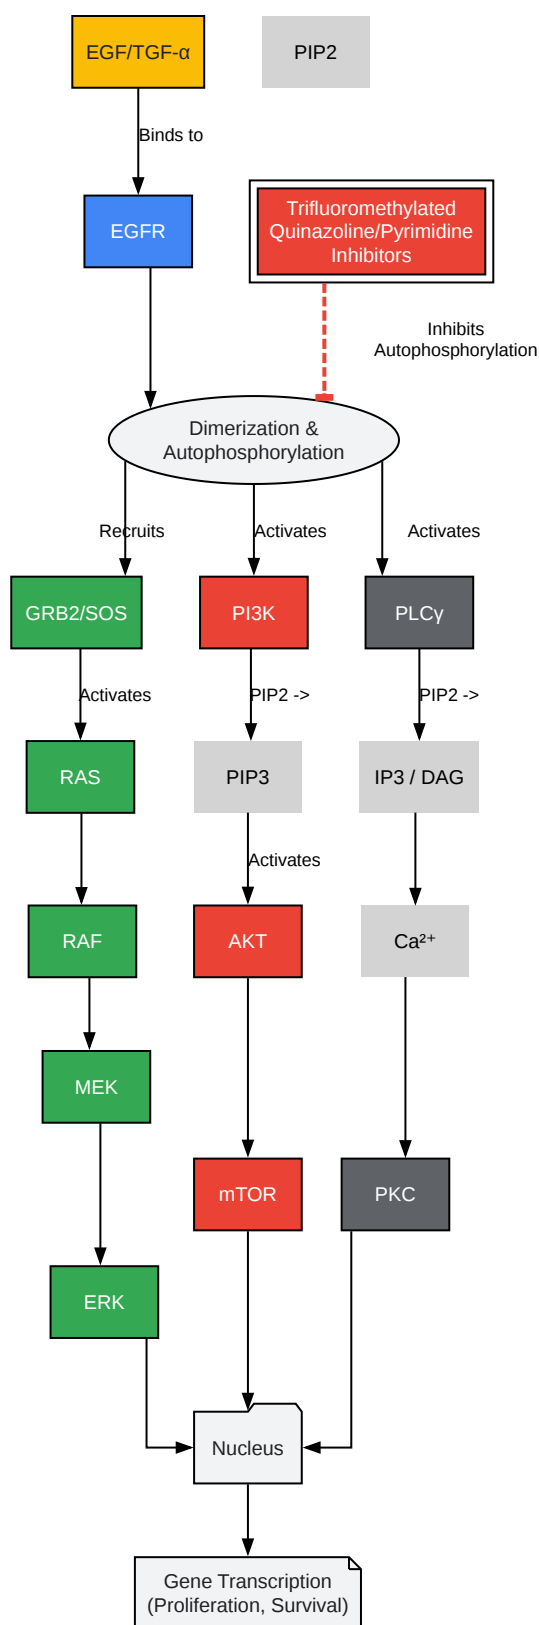 EGF/TGF-α
PIP2
Binds to
EGFR
Trifluoromethylated
Quinazoline/Pyrimidine
Inhibitors
Inhibits
Autophosphorylation
Dimerization &
Autophosphorylation
Recruits
Activates
Activates
GRB2/SOS
PI3K
PLCγ
Activates
PIP2 ->
PIP2 ->
RAS
PIP3
IP3 / DAG
Activates
RAF
AKT
Ca²⁺
MEK
mTOR
PKC
ERK
Nucleus
Gene Transcription
(Proliferation, Survival)